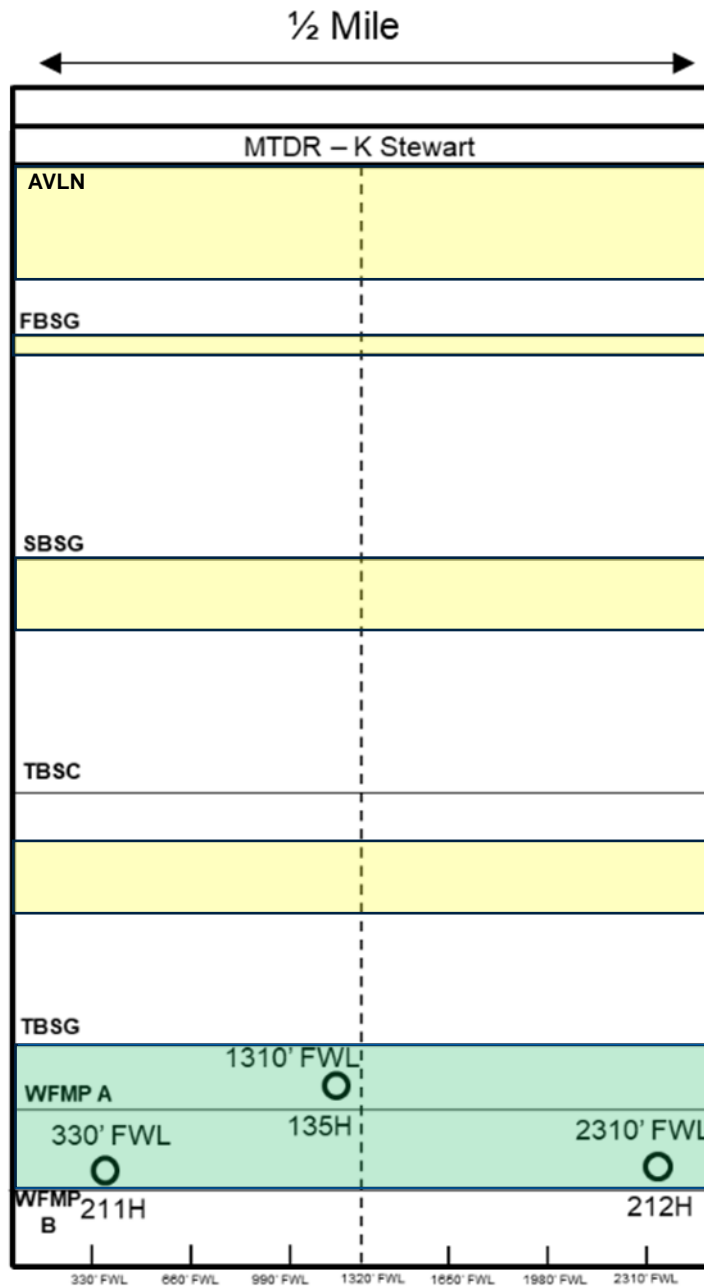 ½ Mile
MTDR – K Stewart
AVLN
FBSG
SBSG
TBSC
TBSG
1310' FWL
WFMP A
135H
330' FWL
2310' FWL
WFMP
B
211H
212H
330' FWL 660' FWL 990' FWL 1320' FWL 1650' FWL 1980' FWL 2310' FWL